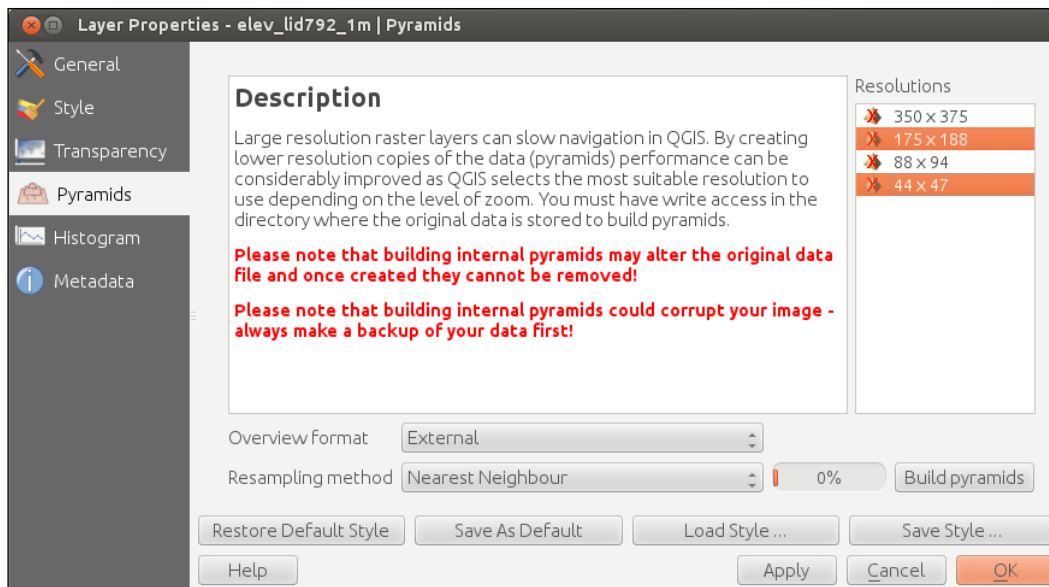 Layer Properties - elev_lid792_1m | Pyramids
General
Style
Transparency
Pyramids
Histogram
Metadata
Description
Large resolution raster layers can slow navigation in QGIS. By creating
lower resolution copies of the data (pyramids) performance can be
considerably improved as QGIS selects the most suitable resolution to
use depending on the level of zoom. You must have write access in the
directory where the original data is stored to build pyramids.
Please note that building internal pyramids may alter the original data
file and once created they cannot be removed!
Please note that building internal pyramids could corrupt your image -
always make a backup of your data first!
Resolutions
350 x 375
175 x 188
88 x 94
44 x 47
Overview format
External
Resampling method
Nearest Neighbour
0%
Build pyramids
Restore Default Style
Save As Default
Load Style ...
Save Style ...
Help
Apply
Cancel
OK